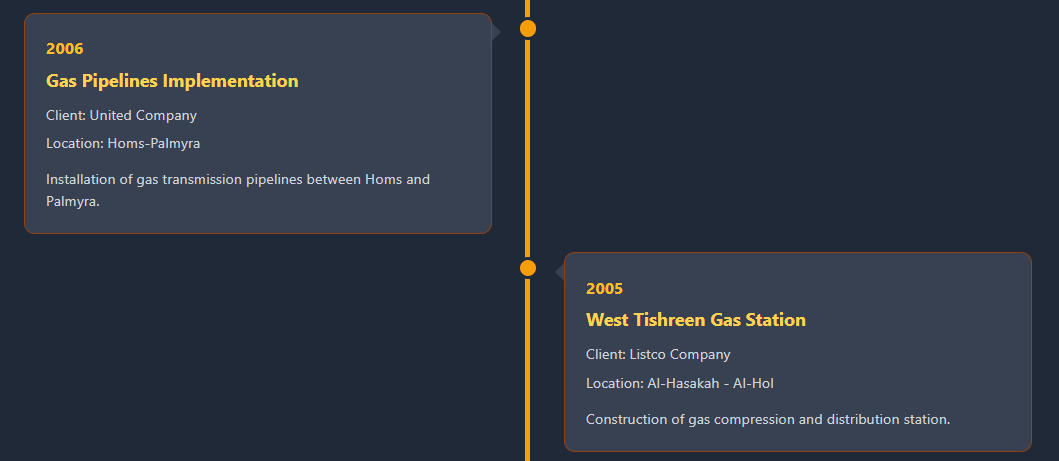 2006
Gas Pipelines Implementation
Client: United Company
Location: Homs-Palmyra
Installation of gas transmission pipelines between Homs and
Palmyra.
2005
West Tishreen Gas Station
Client: Listco Company
Location: Al-Hasakah - Al-Hol
Construction of gas compression and distribution station.